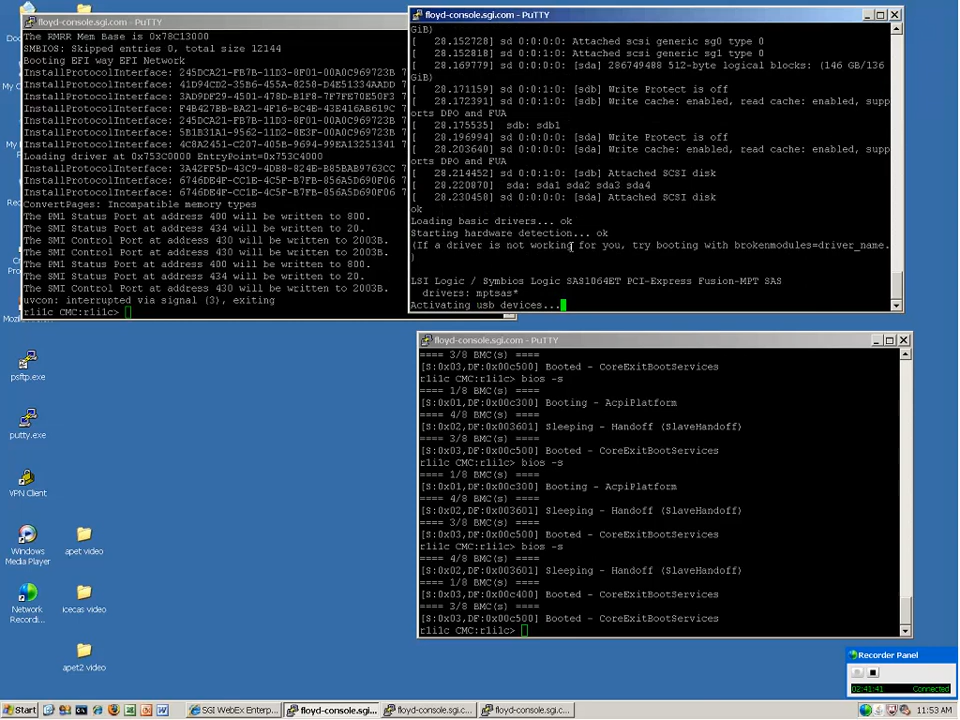 floyd-console.sgi.com - PuTTY
The RMRR Mem Base is 0x78C13000
SMBIOS: Skipped entries 0, total size 12144
Booting EFI way EFI Network
InstallProtocolInterface: 245DCA21-FB7B-11D3-8F01-00A0C969723B 7
InstallProtocolInterface: 41D94CD2-35B6-455A-8258-D4E51334AADD 7
InstallProtocolInterface: 3AD9DF29-4501-478D-B1F8-7F7FE70E50F3 7
InstallProtocolInterface: F4B427BB-BA21-4F16-BC4E-43E416AB619C 7
InstallProtocolInterface: 245DCA21-FB7B-11D3-8F01-00A0C969723B 7
InstallProtocolInterface: 5B1B31A1-9562-11D2-8E3F-00A0C969723B 7
InstallProtocolInterface: 4C8A2451-C207-405B-9694-99EA13251341 7
Loading driver at 0x753C0000 EntryPoint=0x753C4000
InstallProtocolInterface: 3A42FF5D-43C9-4DB8-824E-B85BAB9763CC 7
InstallProtocolInterface: 6746DE4F-CC1E-4C5F-B7FB-856A5D690F06 7
InstallProtocolInterface: 6746DE4F-CC1E-4C5F-B7FB-856A5D690F06 7
ConvertPages: Incompatible memory types
The PM1 Status Port at address 400 will be written to 800.
The SMI Status at address 434 will be written to 20.
The SMI Control at address 430 will be written to 2003B.
The PM1 Status Port at address 400 will be written to 800.
The SMI Status at address 434 will be written to 20.
The SMI Control at address 430 will be written to 2003B.
uvcon: interrupted via signal (3), exiting
r1i1c CMC:r1i1c>
floyd-console.sgi.com - PuTTY
GiB)
[   28.152728] sd 0:0:0:0: Attached scsi generic sg0 type 0
[   28.152818] sd 0:0:1:0: Attached scsi generic sg1 type 0
[   28.169779] sd 0:0:0:0: [sda] 286749488 512-byte logical blocks: (146 GB/136
GiB)
[   28.171159] sd 0:0:1:0: [sdb] Write Protect is off
[   28.172391] sd 0:0:1:0: [sdb] Write cache: enabled, read cache: enabled, supp
orts DPO and FUA
[   28.175535]  sdb: sdb1
[   28.196994] sd 0:0:0:0: [sda] Write Protect is off
[   28.203640] sd 0:0:0:0: [sda] Write cache: enabled, read cache: enabled, supp
orts DPO and FUA
[   28.214452] sd 0:0:1:0: [sdb] Attached SCSI disk
[   28.220870]  sda: sda1 sda2 sda3 sda4
[   28.230458] sd 0:0:0:0: [sda] Attached SCSI disk
ok
Loading basic drivers... ok
Starting hardware detection... ok
(If a driver is not working for you, try booting with brokenmodules=driver_name.
)
LSI Logic / Symbios Logic SAS1064ET PCI-Express Fusion-MPT SAS
drivers: mptsas*
Activating usb devices...
floyd-console.sgi.com - PuTTY
==== 3/8 BMC(s) ====
[S:0x03,DF:0x00c500] Booted - CoreExitBootServices
r1i1c CMC:r1i1c> bios -s
==== 1/8 BMC(s) ====
[S:0x01,DF:0x00c300] Booting - AcpiPlatform
==== 4/8 BMC(s) ====
[S:0x02,DF:0x003601] Sleeping - Handoff (SlaveHandoff)
==== 3/8 BMC(s) ====
[S:0x03,DF:0x00c500] Booted - CoreExitBootServices
r1i1c CMC:r1i1c> bios -s
==== 1/8 BMC(s) ====
[S:0x01,DF:0x00c300] Booting - AcpiPlatform
==== 4/8 BMC(s) ====
[S:0x02,DF:0x003601] Sleeping - Handoff (SlaveHandoff)
==== 3/8 BMC(s) ====
[S:0x03,DF:0x00c500] Booted - CoreExitBootServices
r1i1c CMC:r1i1c> bios -s
==== 4/8 BMC(s) ====
[S:0x02,DF:0x003601] Sleeping - Handoff (SlaveHandoff)
==== 1/8 BMC(s) ====
[S:0x03,DF:0x00c400] Booted - CoreExitBootServices
==== 3/8 BMC(s) ====
[S:0x03,DF:0x00c500] Booted - CoreExitBootServices
r1i1c CMC:r1i1c>
psftp.exe
putty.exe
VPN Client
Windows
Media Player
apet video
Network
Recordi...
icecas video
apet2 video
Recorder Panel
02:41:41
Connected
Start
SGI WebEx Enterp...
floyd-console.sgi...
floyd-console.sgi.c...
floyd-console.sgi.c...
11:53 AM